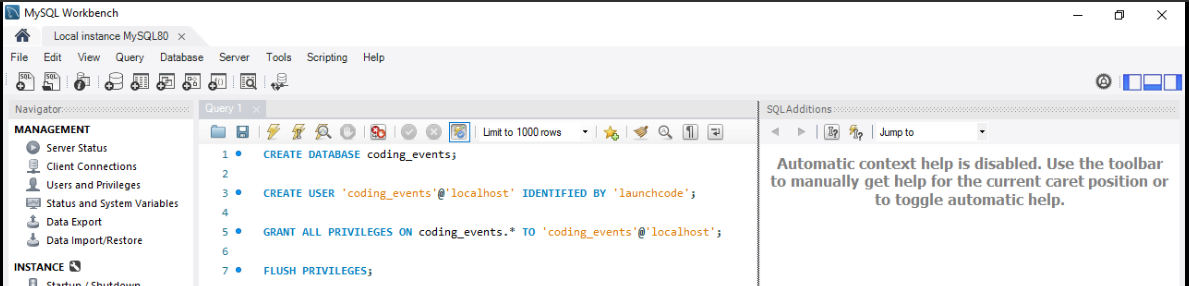 MySQL Workbench
Local instance MySQL80
File Edit View Query Database Server Tools Scripting Help
Navigator
MANAGEMENT
Server Status
Client Connections
Users and Privileges
Status and System Variables
Data Export
Data Import/Restore
INSTANCE
Startup / Shutdown
Query 1
Limit to 1000 rows
1 CREATE DATABASE coding_events;
2
3 CREATE USER 'coding_events'@'localhost' IDENTIFIED BY 'launchcode';
4
5 GRANT ALL PRIVILEGES ON coding_events.* TO 'coding_events'@'localhost';
6
7 FLUSH PRIVILEGES;
SQLAdditions
Jump to
Automatic context help is disabled. Use the toolbar
to manually get help for the current caret position or
to toggle automatic help.